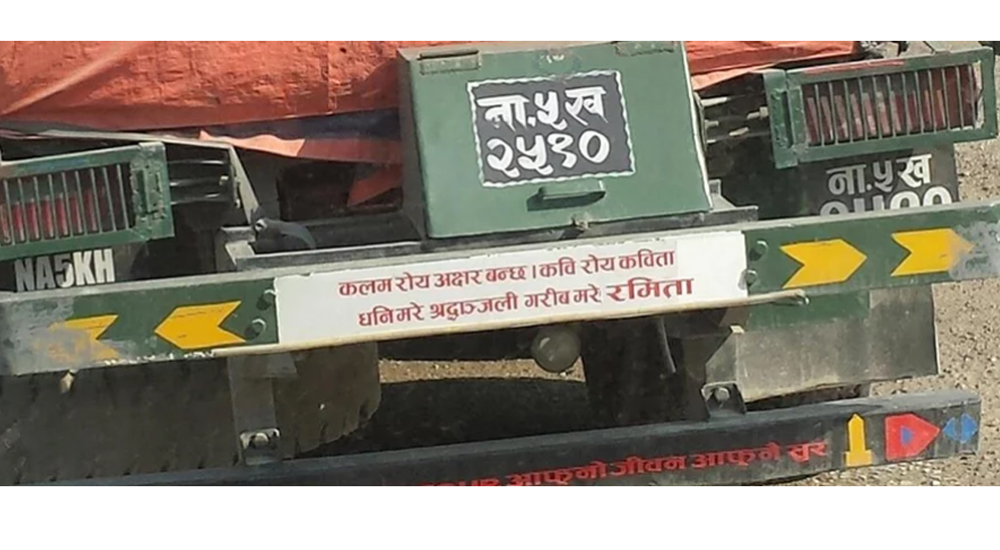 ना.५ख
२५९०
ना.५ख
NA5KH
कलम रोय अक्षर बन्छ । कवि रोय कविता
धनि मरे श्रद्धाञ्जली गरीब मरे रमिता
आफ्नो जीवन आफ्नै सुर